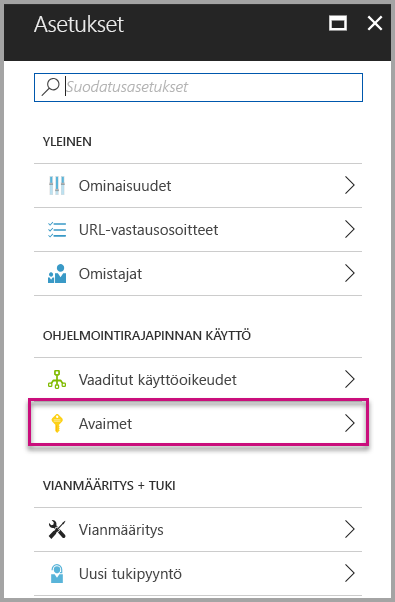 Asetukset
Suodatusasetukset
YLEINEN
Ominaisuudet
URL-vastausosoitteet
Omistajat
OHJELMOINTIRAJAPINNAN KÄYTTÖ
Vaaditut käyttöoikeudet
Avaimet
VIANMÄÄRITYS + TUKI
Vianmääritys
Uusi tukipyyntö